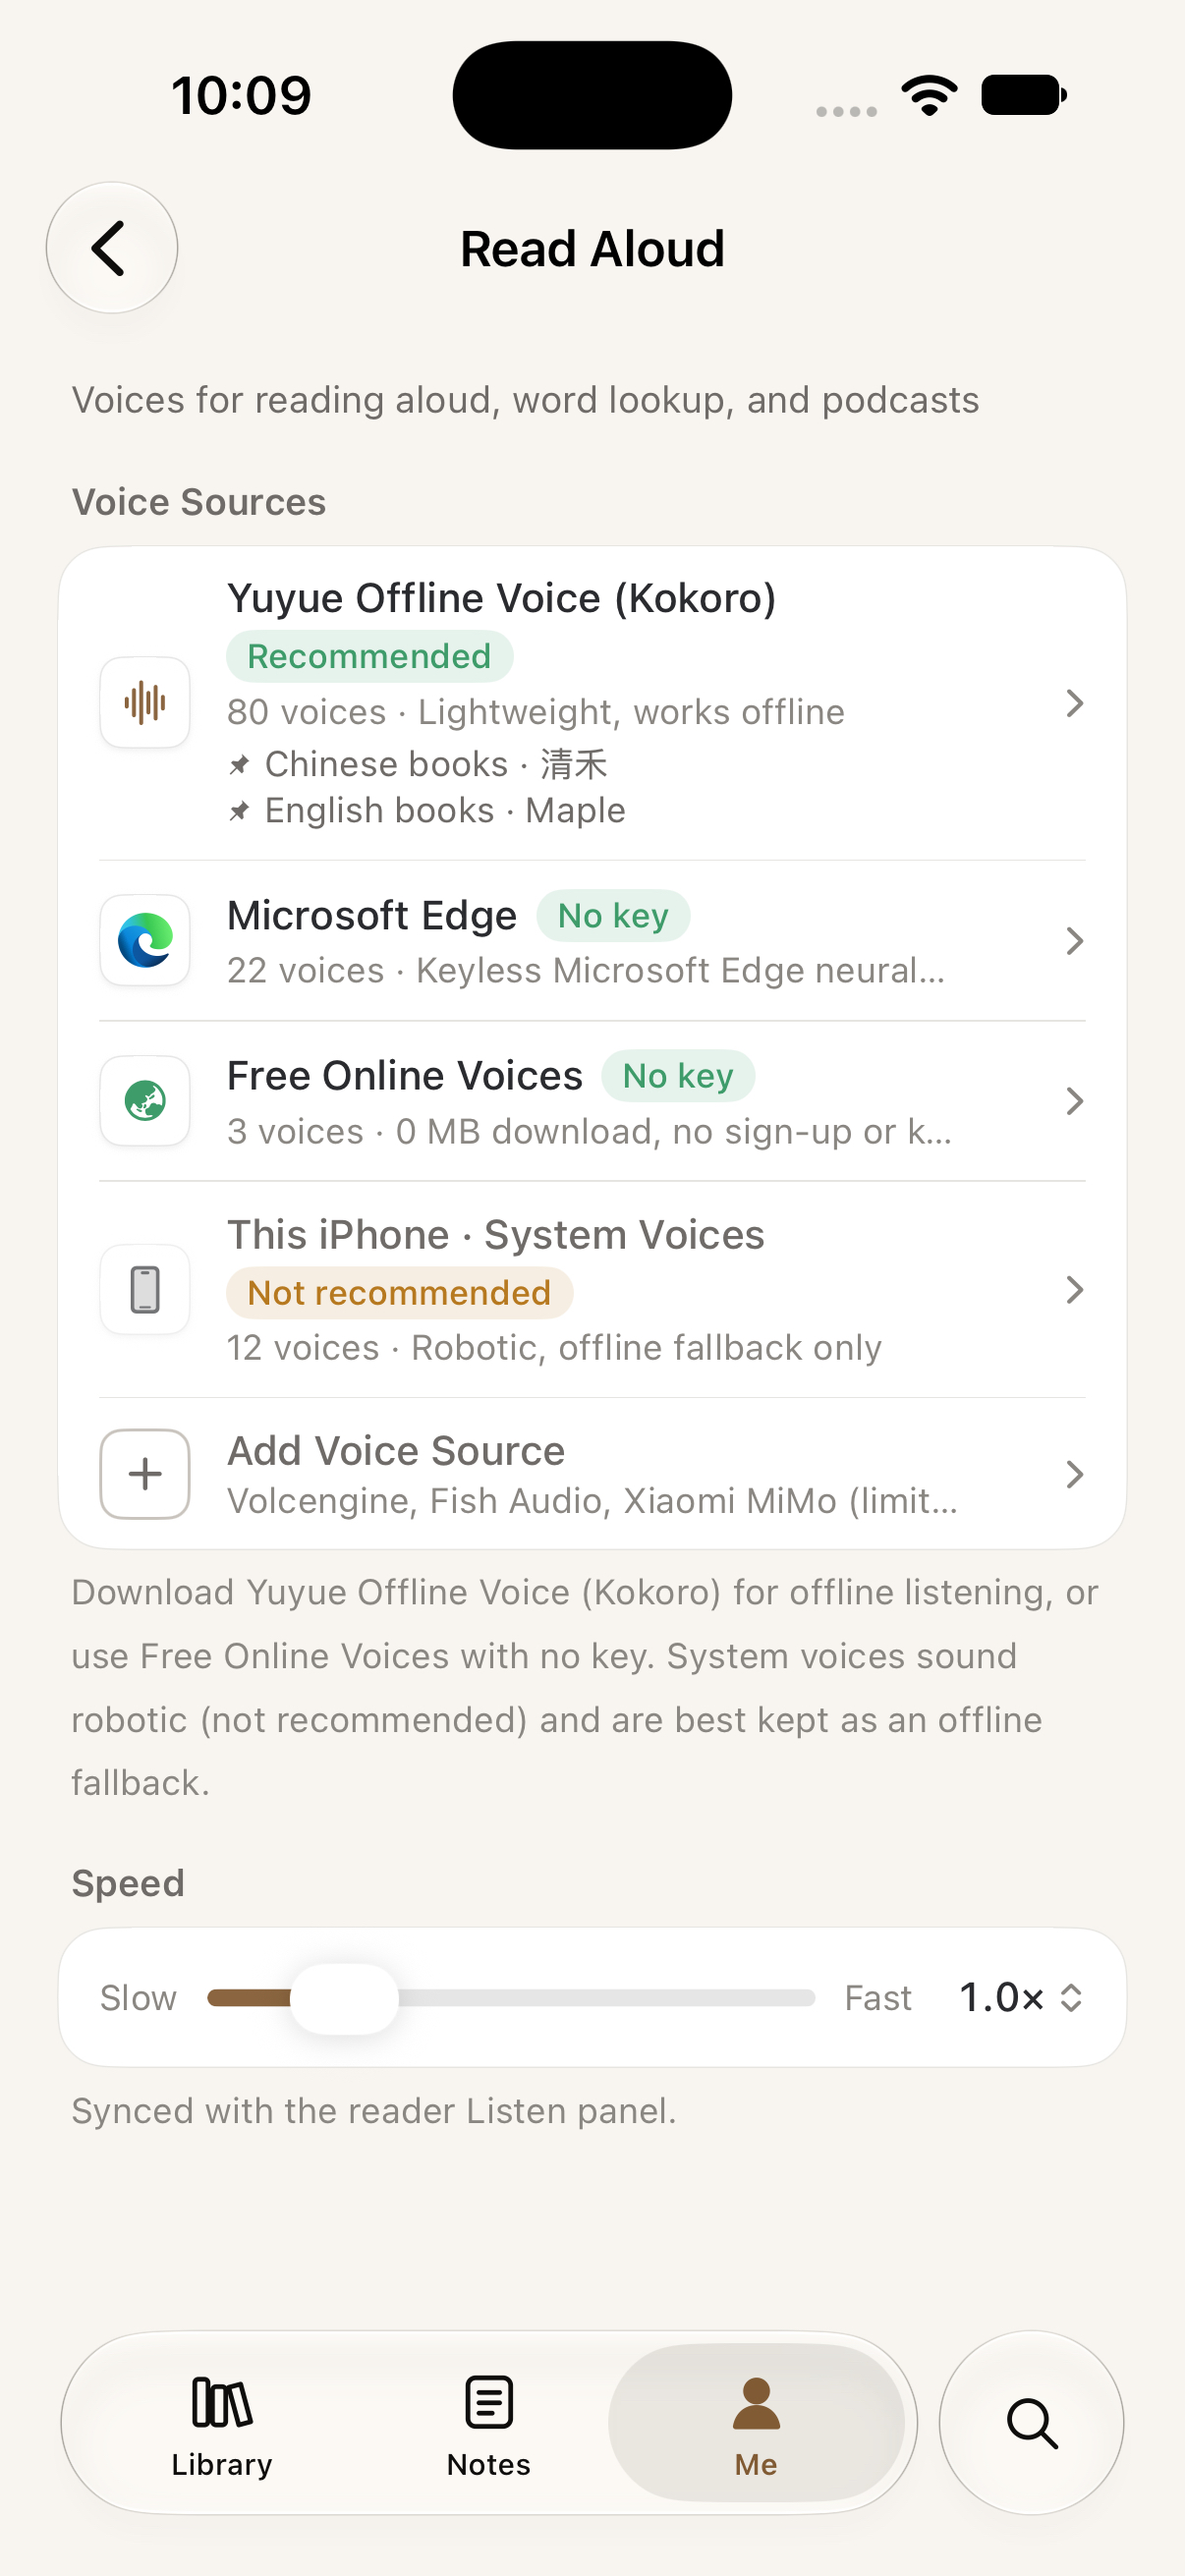 10:09
Read Aloud
Voices for reading aloud, word lookup, and podcasts
Voice Sources
Yuyue Offline Voice (Kokoro)
Recommended
80 voices · Lightweight, works offline
Chinese books · 清禾
English books · Maple
Microsoft Edge No key
22 voices · Keyless Microsoft Edge neural...
Free Online Voices No key
3 voices · 0 MB download, no sign-up or k...
This iPhone · System Voices
Not recommended
12 voices · Robotic, offline fallback only
Add Voice Source
Volcengine, Fish Audio, Xiaomi MiMo (limit...
Download Yuyue Offline Voice (Kokoro) for offline listening, or
use Free Online Voices with no key. System voices sound
robotic (not recommended) and are best kept as an offline
fallback.
Speed
Slow Fast 1.0×
Synced with the reader Listen panel.
Library Notes Me